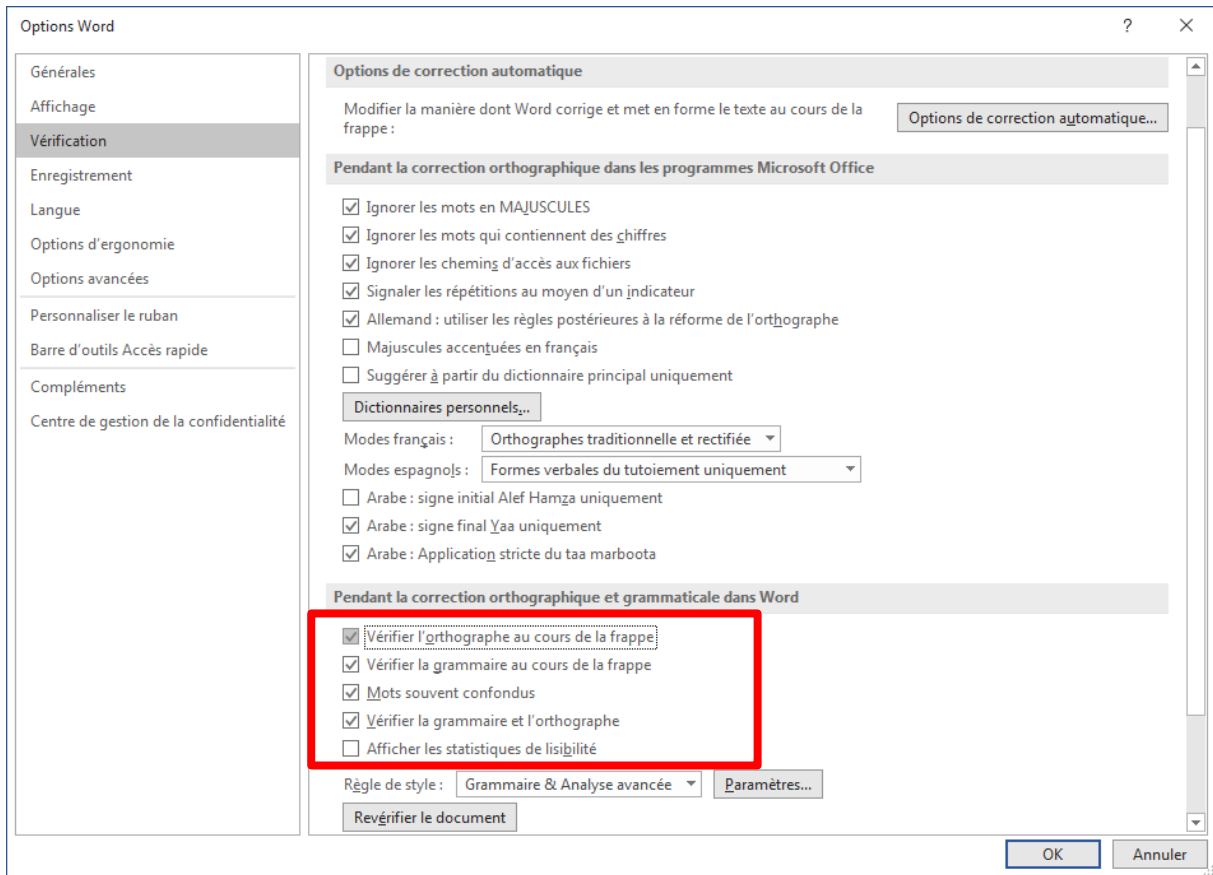 Options Word
?
Générales
Affichage
Vérification
Enregistrement
Langue
Options d'ergonomie
Options avancées
Personnaliser le ruban
Barre d'outils Accès rapide
Compléments
Centre de gestion de la confidentialité
Options de correction automatique
Modifier la manière dont Word corrige et met en forme le texte au cours de la
frappe :
Options de correction automatique...
Pendant la correction orthographique dans les programmes Microsoft Office
Ignorer les mots en MAJUSCULES
Ignorer les mots qui contiennent des chiffres
Ignorer les chemins d'accès aux fichiers
Signaler les répétitions au moyen d'un indicateur
Allemand : utiliser les règles postérieures à la réforme de l'orthographe
Majuscules accentuées en français
Suggérer à partir du dictionnaire principal uniquement
Dictionnaires personnels...
Modes français : Orthographes traditionnelle et rectifiée
Modes espagnols : Formes verbales du tutoiement uniquement
Arabe : signe initial Alef Hamza uniquement
Arabe : signe final Yaa uniquement
Arabe : Application stricte du taa marboota
Pendant la correction orthographique et grammaticale dans Word
Vérifier l'orthographe au cours de la frappe
Vérifier la grammaire au cours de la frappe
Mots souvent confondus
Vérifier la grammaire et l'orthographe
Afficher les statistiques de lisibilité
Règle de style : Grammaire & Analyse avancée Paramètres...
Revérifier le document
OK Annuler